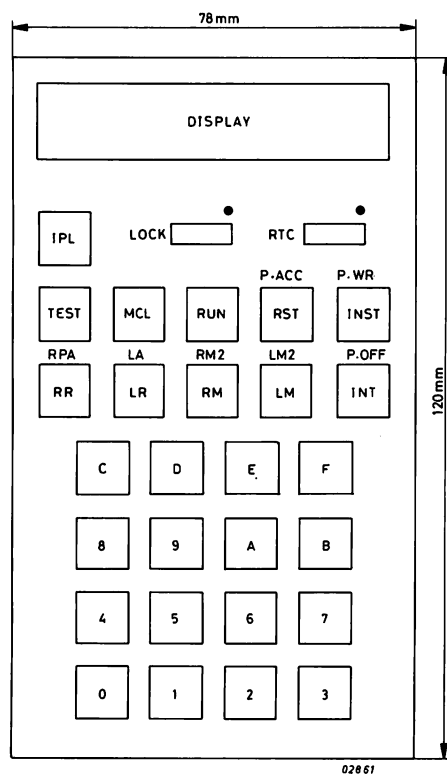 78mm
DISPLAY
IPL LOCK RTC
P.ACC P.WR
TEST MCL RUN RST INST
RPA LA RM2 LM2 P.OFF
RR LR RM LM INT
120mm
C D E. F
8 9 A B
4 5 6 7
0 1 2 3
02861